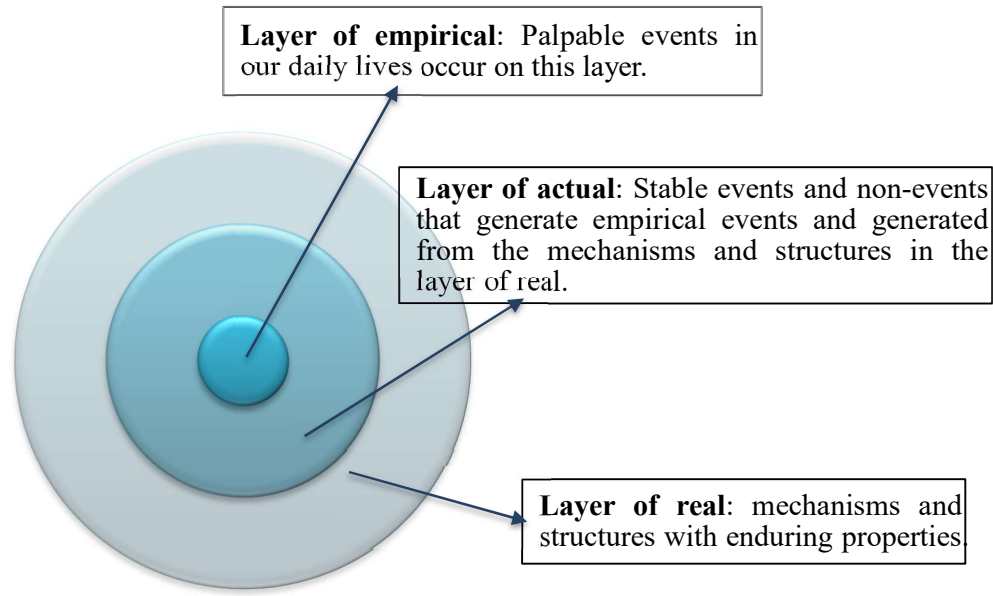 Layer of empirical: Palpable events in
our daily lives occur on this layer.
Layer of actual: Stable events and non-events
that generate empirical events and generated
from the mechanisms and structures in the
layer of real.
Layer of real: mechanisms and
structures with enduring properties.